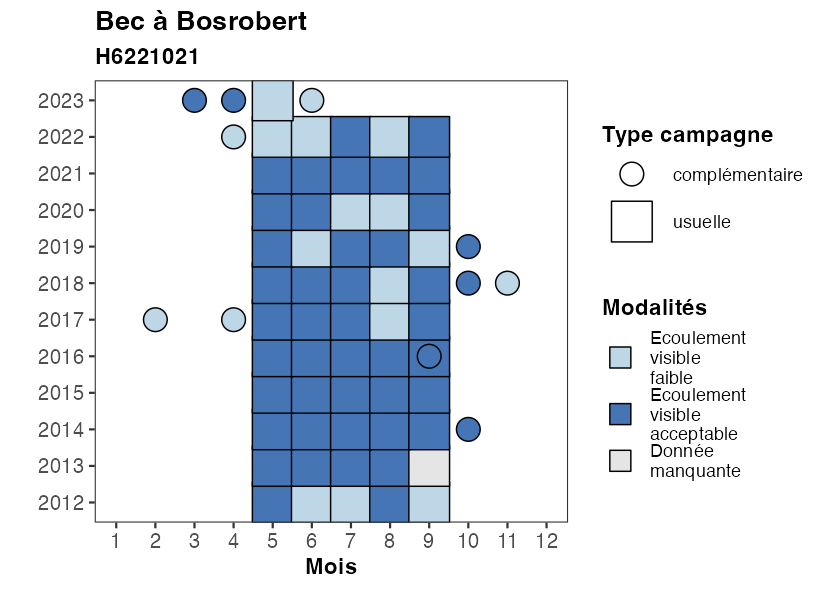 Bec à Bosrobert
H6221021
2023
2022
2021
2020
2019
2018
2017
2016
2015
2014
2013
2012
1 2 3 4 5 6 7 8 9 10 11 12
Mois
Type campagne
complémentaire
usuelle
Modalités
Ecoulement
visible
faible
Ecoulement
visible
acceptable
Donnée
manquante